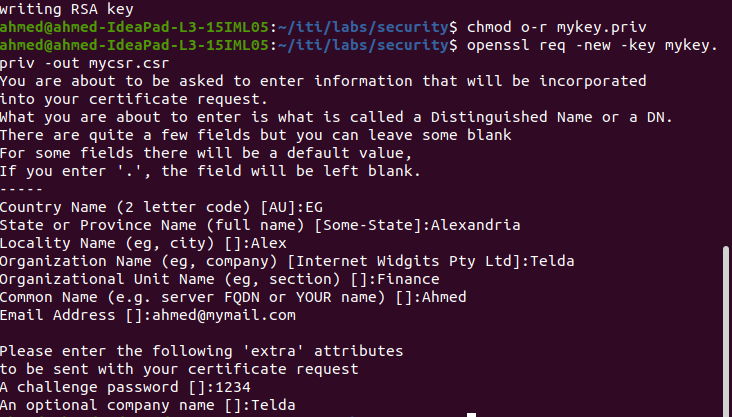 writing RSA key
ahmed@ahmed-IdeaPad-L3-15IML05:~/iti/labs/security$ chmod o-r mykey.priv
ahmed@ahmed-IdeaPad-L3-15IML05:~/iti/labs/security$ openssl req -new -key mykey.
priv -out mycsr.csr
You are about to be asked to enter information that will be incorporated
into your certificate request.
What you are about to enter is what is called a Distinguished Name or a DN.
There are quite a few fields but you can leave some blank
For some fields there will be a default value,
If you enter '.', the field will be left blank.
-----
Country Name (2 letter code) [AU]:EG
State or Province Name (full name) [Some-State]:Alexandria
Locality Name (eg, city) []:Alex
Organization Name (eg, company) [Internet Widgits Pty Ltd]:Telda
Organizational Unit Name (eg, section) []:Finance
Common Name (e.g. server FQDN or YOUR name) []:Ahmed
Email Address []:ahmed@mymail.com

Please enter the following 'extra' attributes
to be sent with your certificate request
A challenge password []:1234
An optional company name []:Telda